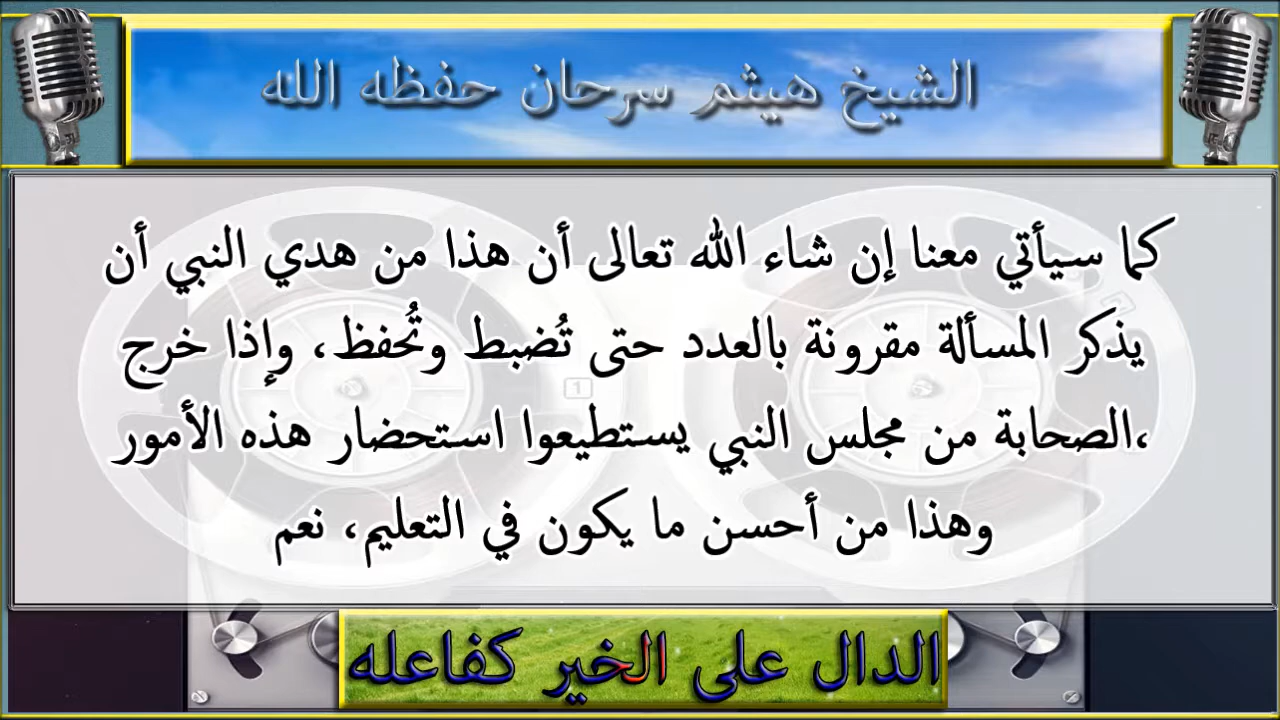 الشيخ هيثم سرحان حفظه الله
كما سيأتي معنا إن شاء الله تعالى أن هذا من هدي النبي أن
يذكر المسألة مقرونة بالعدد حتى تُضبط وتُحفظ، وإذا خرج
،الصحابة من مجلس النبي يستطيعوا استحضار هذه الأمور
وهذا من أحسن ما يكون في التعليم، نعم
1
الدال على الخير كفاعله